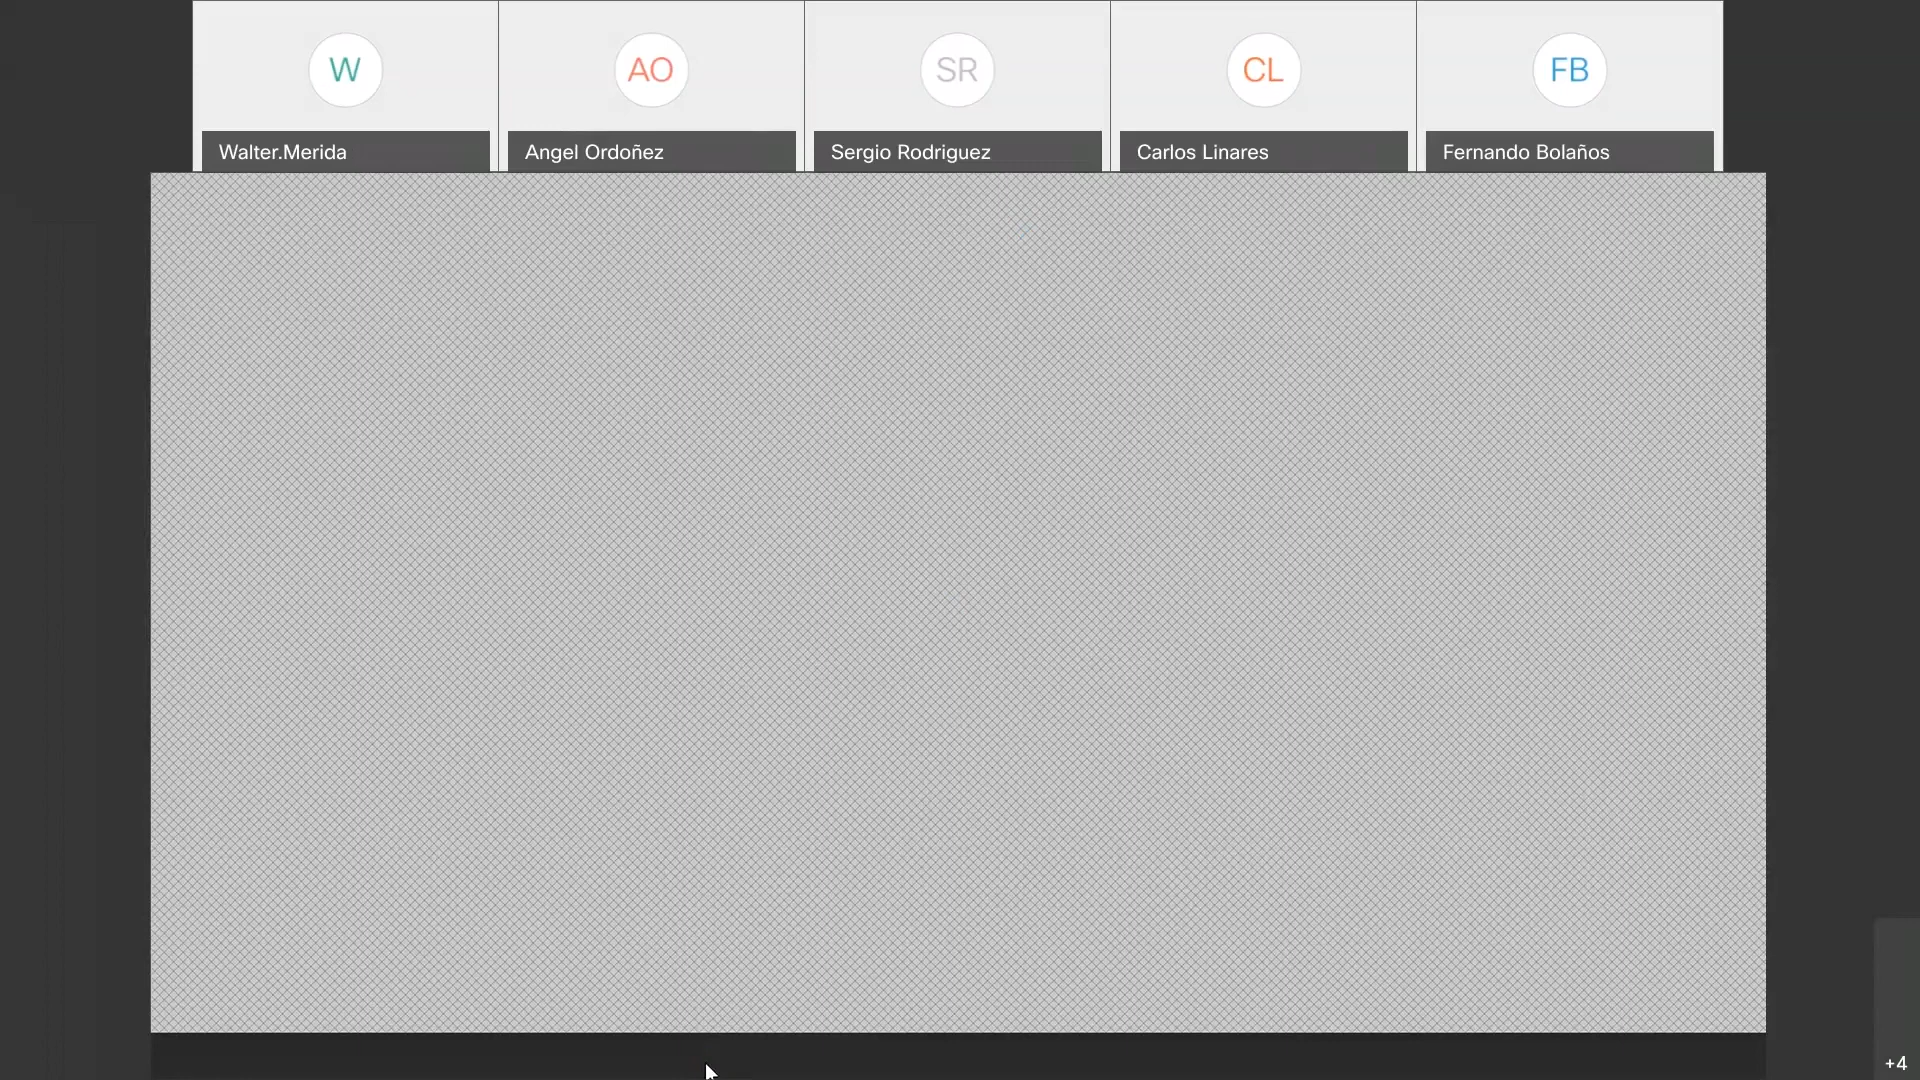 W
AO
SR
CL
FB
Walter.Merida
Angel Ordoñez
Sergio Rodriguez
Carlos Linares
Fernando Bolaños
+4